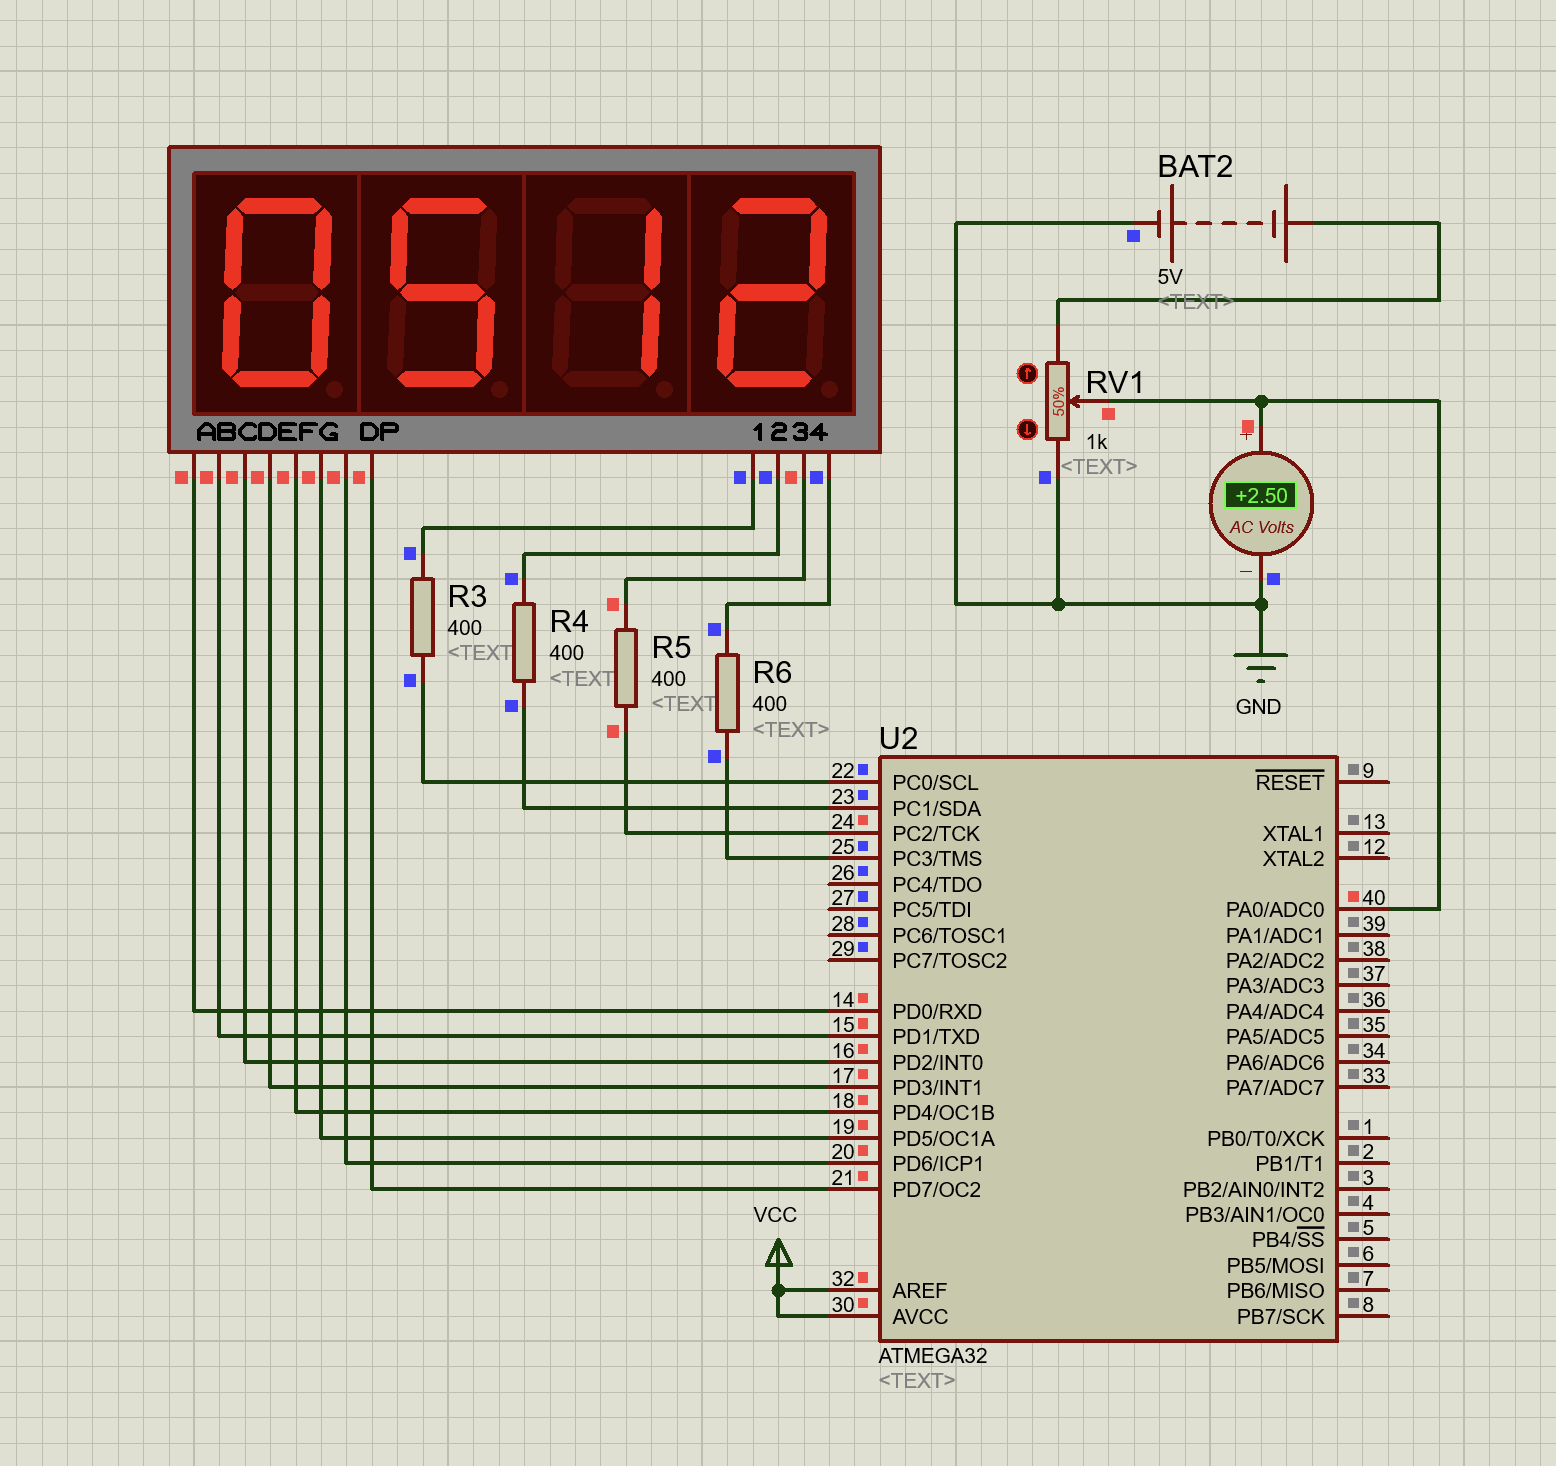 0512
ABCDEFG DP
1234
BAT2
5V
<TEXT>
RV1
50%
1k
<TEXT>
+
+2.50
AC Volts
GND
R3
400
<TEXT
R4
400
<TEXT
R5
400
<TEXT
R6
400
<TEXT>
U2
22 PC0/SCL
23 PC1/SDA
24 PC2/TCK
25 PC3/TMS
26 PC4/TDO
27 PC5/TDI
28 PC6/TOSC1
29 PC7/TOSC2
14 PD0/RXD
15 PD1/TXD
16 PD2/INT0
17 PD3/INT1
18 PD4/OC1B
19 PD5/OC1A
20 PD6/ICP1
21 PD7/OC2
VCC
32 AREF
30 AVCC
RESET 9
XTAL1 13
XTAL2 12
PA0/ADC0 40
PA1/ADC1 39
PA2/ADC2 38
PA3/ADC3 37
PA4/ADC4 36
PA5/ADC5 35
PA6/ADC6 34
PA7/ADC7 33
PB0/T0/XCK 1
PB1/T1 2
PB2/AIN0/INT2 3
PB3/AIN1/OC0 4
PB4/SS 5
PB5/MOSI 6
PB6/MISO 7
PB7/SCK 8
ATMEGA32
<TEXT>